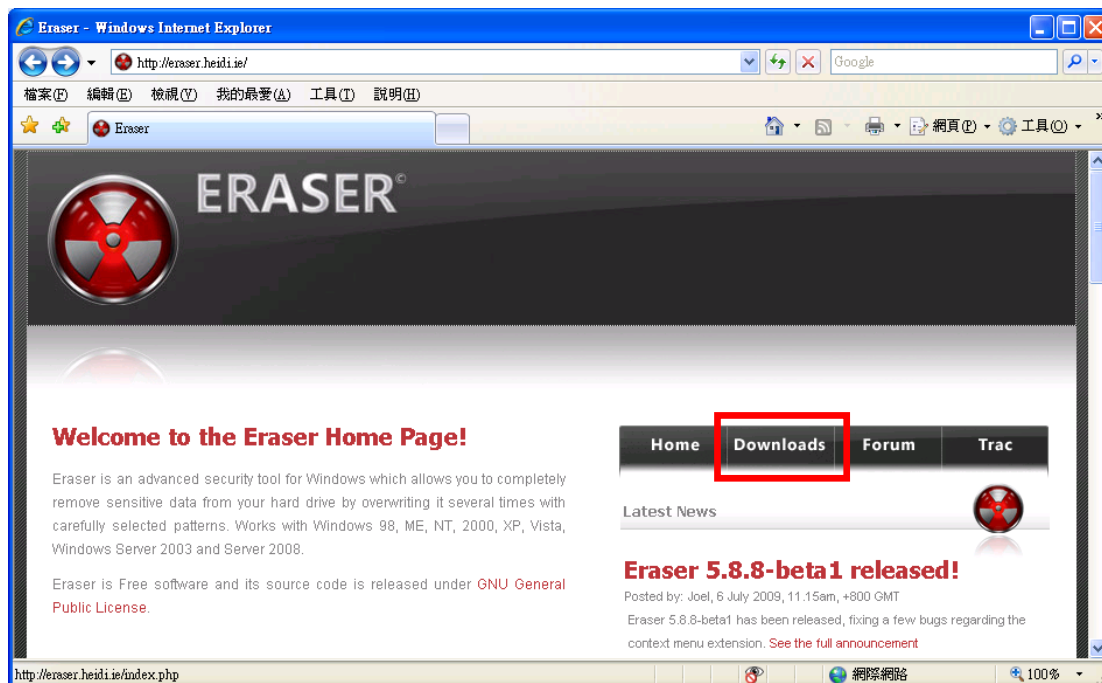 Eraser - Windows Internet Explorer
http://eraser.heidi.ie/
Google
檔案(F) 編輯(E) 檢視(V) 我的最愛(A) 工具(T) 說明(H)
Eraser
網頁(P) 工具(O) »
ERASER©
Home Downloads Forum Trac
Welcome to the Eraser Home Page!
Eraser is an advanced security tool for Windows which allows you to completely
remove sensitive data from your hard drive by overwriting it several times with
carefully selected patterns. Works with Windows 98, ME, NT, 2000, XP, Vista,
Windows Server 2003 and Server 2008.
Eraser is Free software and its source code is released under GNU General
Public License.
Latest News
Eraser 5.8.8-beta1 released!
Posted by: Joel, 6 July 2009, 11.15am, +800 GMT
Eraser 5.8.8-beta1 has been released, fixing a few bugs regarding the
context menu extension. See the full announcement
http://eraser.heidi.ie/index.php
網際網路
100%